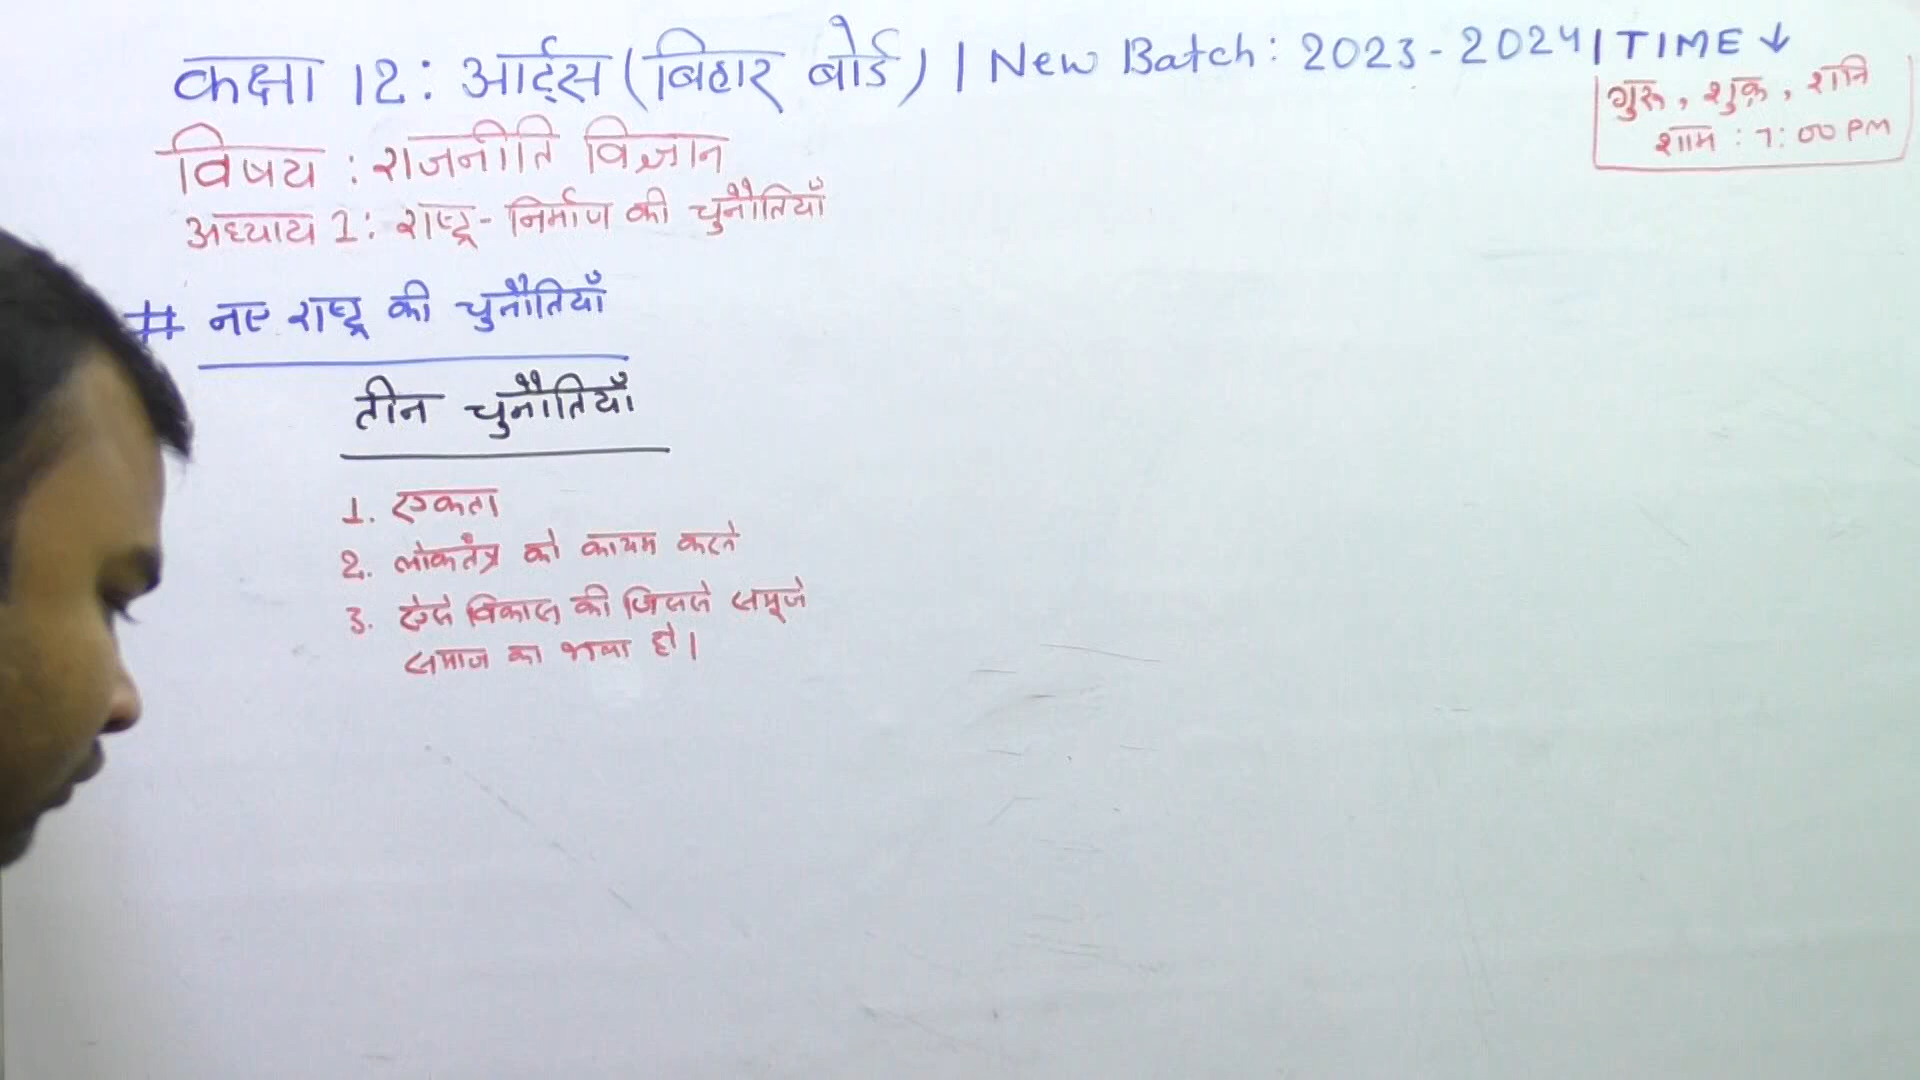 कक्षा 12: आर्ट्स (बिहार बोर्ड) | New Batch: 2023-2024 | TIME ↓
गुरू, शुक्र, शनि
शाम : 7:00 PM
विषय : राजनीति विज्ञान
अध्याय 1: राष्ट्र-निर्माण की चुनौतियाँ
# नए राष्ट्र की चुनौतियाँ
तीन चुनौतियाँ
1. एकता
2. लोकतंत्र को कायम करने
3. ऐसे विकास की जिससे समूचे
समाज का भला हो।